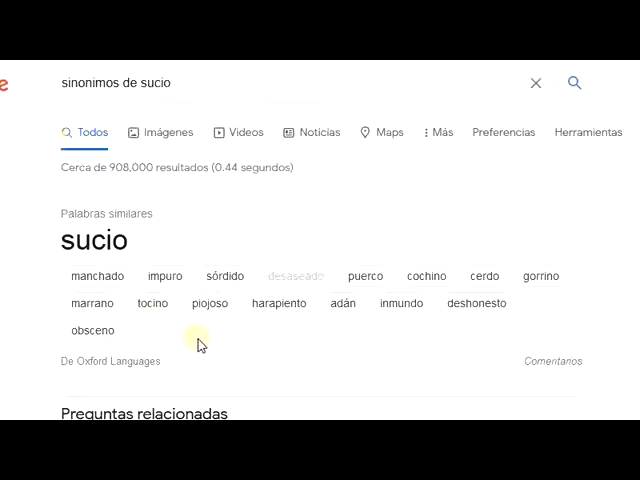 sinonimos de sucio
Todos Imágenes Videos Noticias Maps Más Preferencias Herramientas
Cerca de 908,000 resultados (0.44 segundos)
Palabras similares
sucio
manchado impuro sórdido desaseado puerco cochino cerdo gorrino
marrano tocino piojoso harapiento adán inmundo deshonesto
obsceno
De Oxford Languages Comentarios
Preguntas relacionadas